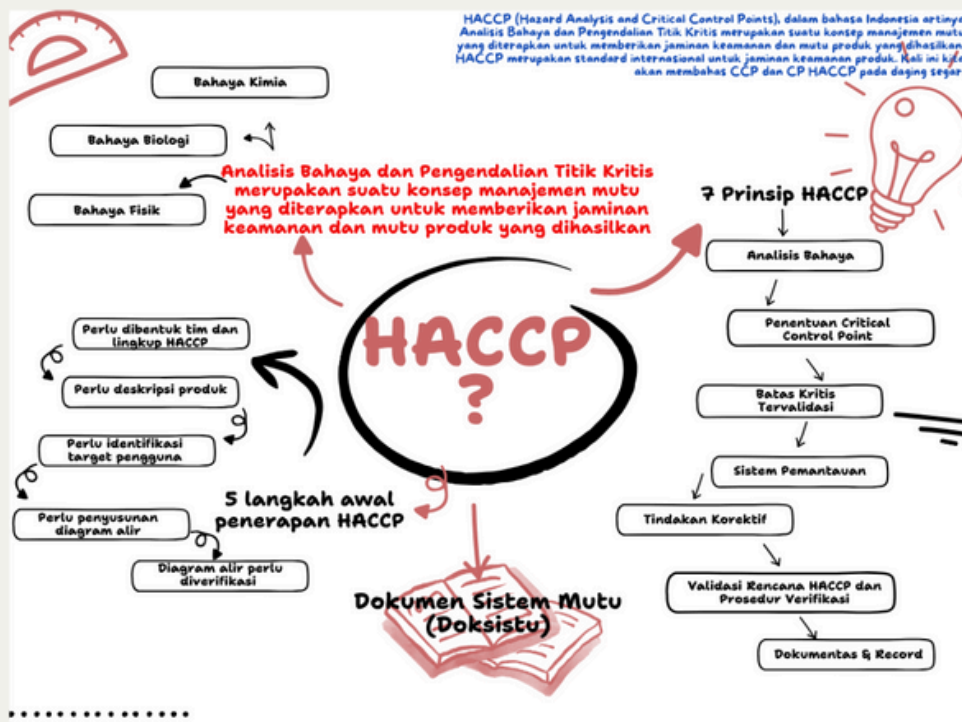 HACCP (Hazard Analysis and Critical Control Points), dalam bahasa Indonesia artinya
Analisis Bahaya dan Pengendalian Titik Kritis merupakan suatu konsep manajemen mutu
yang diterapkan untuk memberikan jaminan keamanan dan mutu produk yang dihasilkan.
HACCP merupakan standard internasional untuk jaminan keamanan produk. Kali ini kita
akan membahas CCP dan CP HACCP pada daging segar
Bahaya Kimia
Bahaya Biologi
Bahaya Fisik
Analisis Bahaya dan Pengendalian Titik Kritis
merupakan suatu konsep manajemen mutu
yang diterapkan untuk memberikan jaminan
keamanan dan mutu produk yang dihasilkan
7 Prinsip HACCP
Analisis Bahaya
Penentuan Critical
Control Point
Batas Kritis
Tervalidasi
Sistem Pemantauan
Tindakan Korektif
Validasi Rencana HACCP dan
Prosedur Verifikasi
Dokumentas & Record
HACCP
?
5 langkah awal
penerapan HACCP
Perlu dibentuk tim dan
lingkup HACCP
Perlu deskripsi produk
Perlu identifikasi
target pengguna
Perlu penyusunan
diagram alir
Diagram alir perlu
diverifikasi
Dokumen Sistem Mutu
(Doksistu)